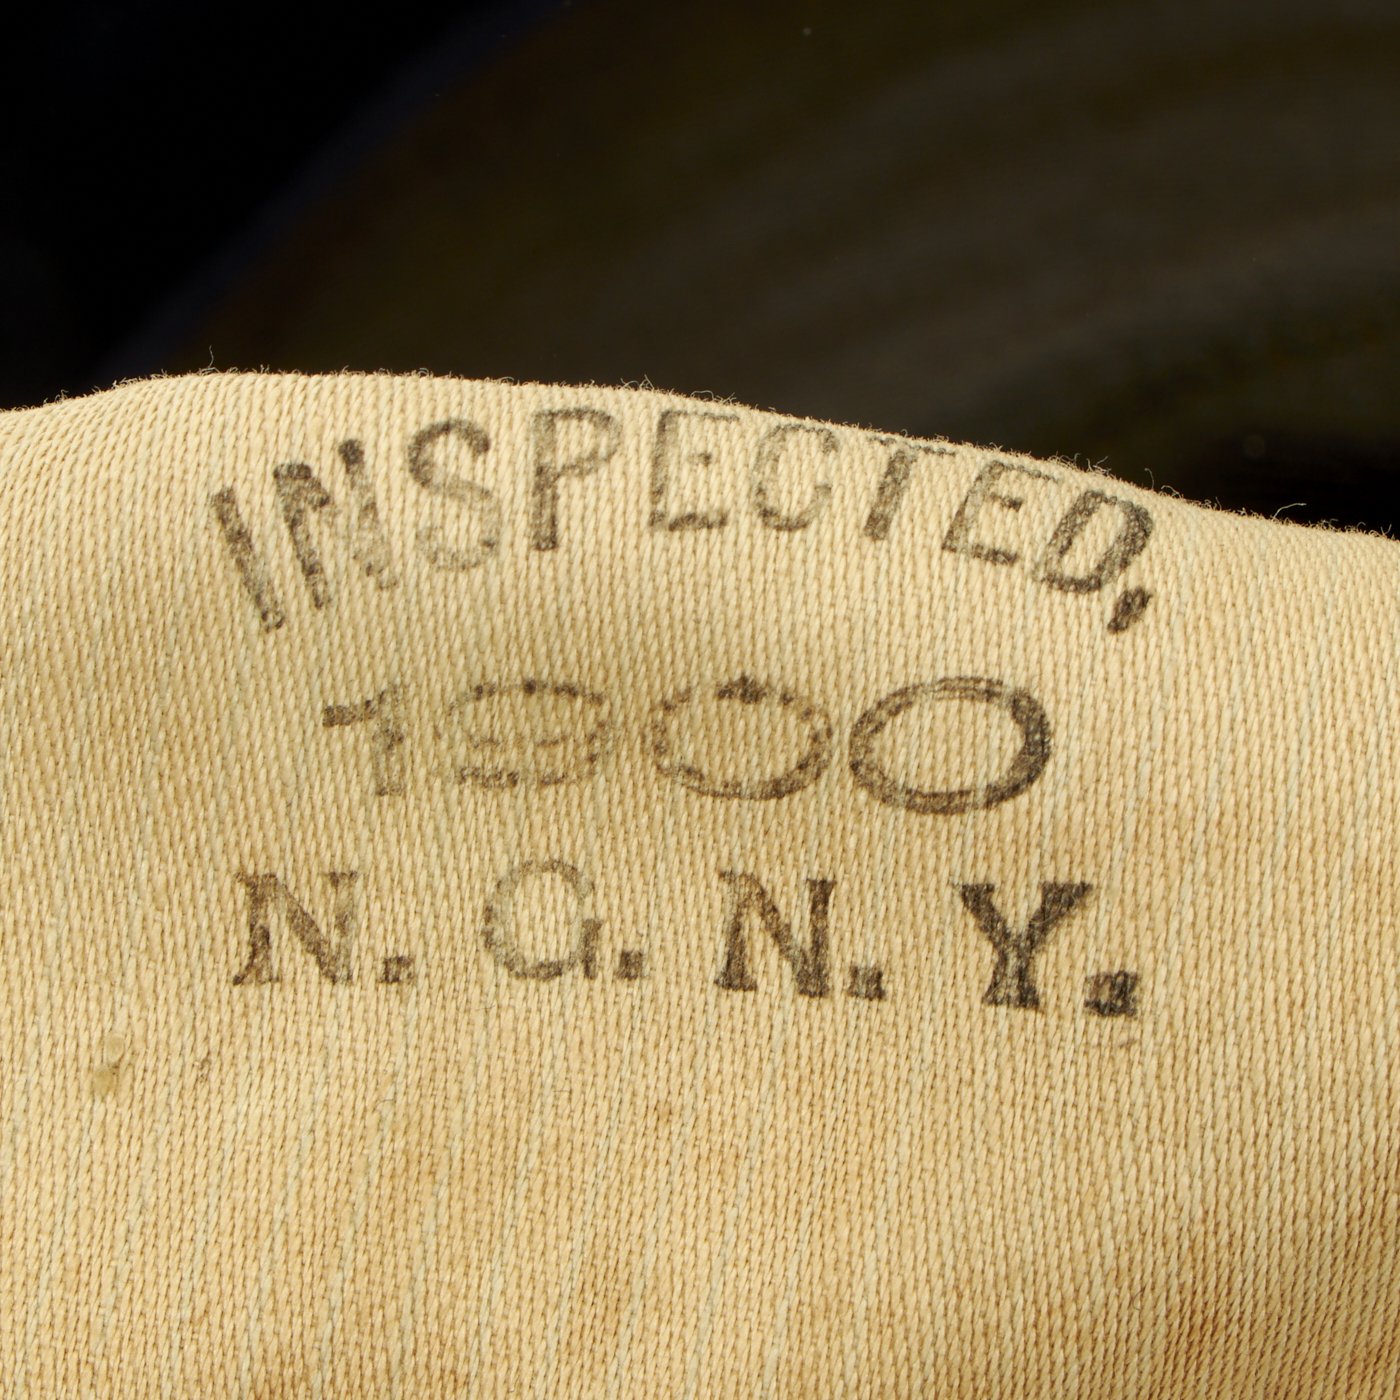 INSPECTED,
1900
N. G. N. Y.